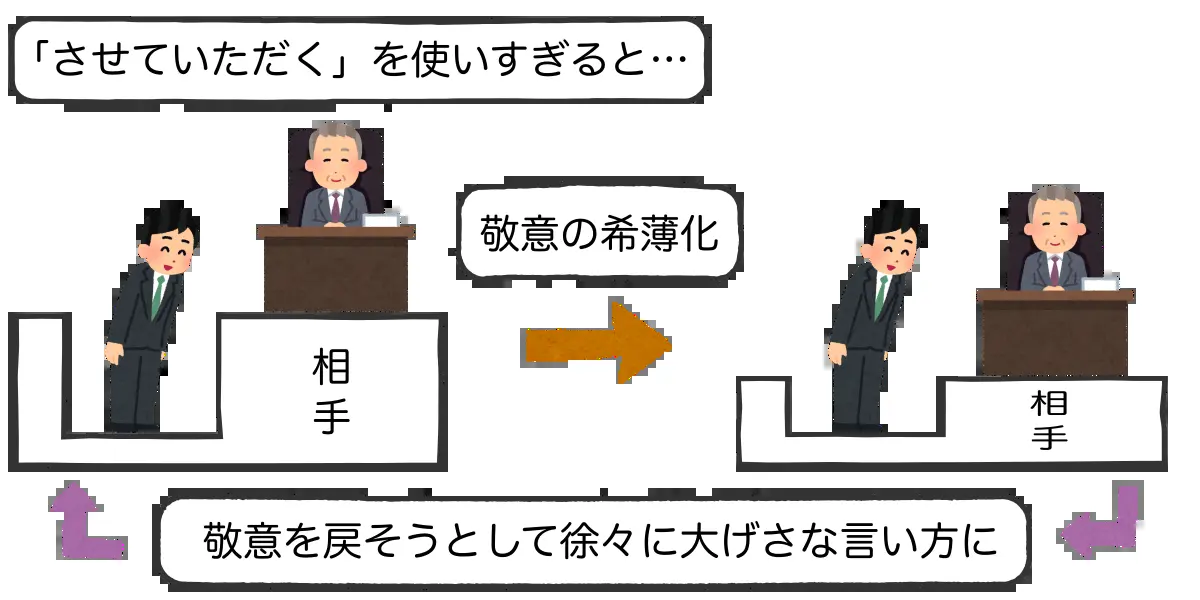 「させていただく」を使いすぎると…
敬意の希薄化
相手
相手
敬意を戻そうとして徐々に大げさな言い方に